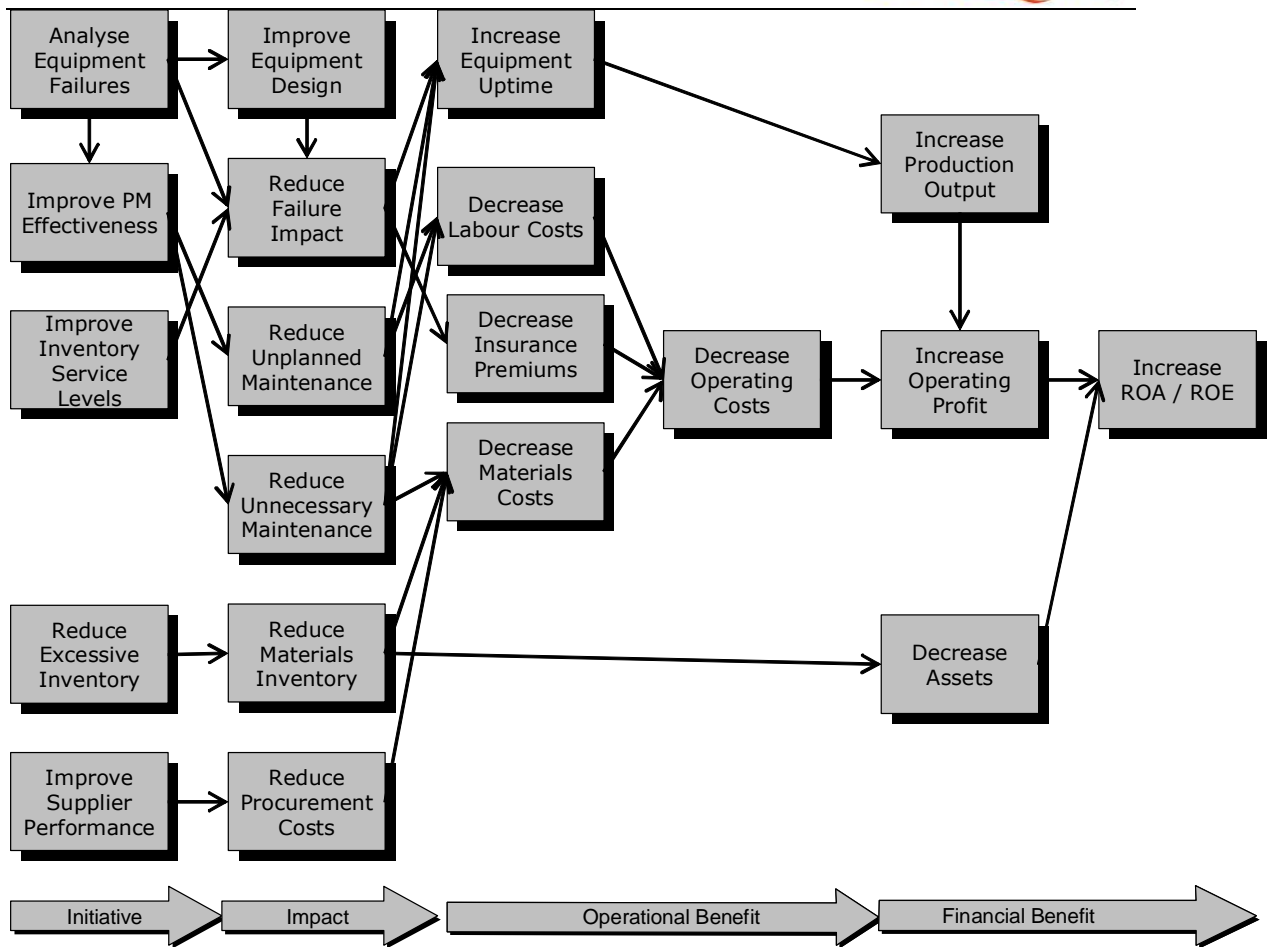 Analyse
Equipment
Failures
Improve
Equipment
Design
Increase
Equipment
Uptime
Increase
Production
Output
Improve PM
Effectiveness
Reduce
Failure
Impact
Decrease
Labour Costs
Improve
Inventory
Service
Levels
Reduce
Unplanned
Maintenance
Decrease
Insurance
Premiums
Decrease
Operating
Costs
Increase
Operating
Profit
Increase
ROA / ROE
Reduce
Unnecessary
Maintenance
Decrease
Materials
Costs
Reduce
Excessive
Inventory
Reduce
Materials
Inventory
Decrease
Assets
Improve
Supplier
Performance
Reduce
Procurement
Costs
Initiative
Impact
Operational Benefit
Financial Benefit